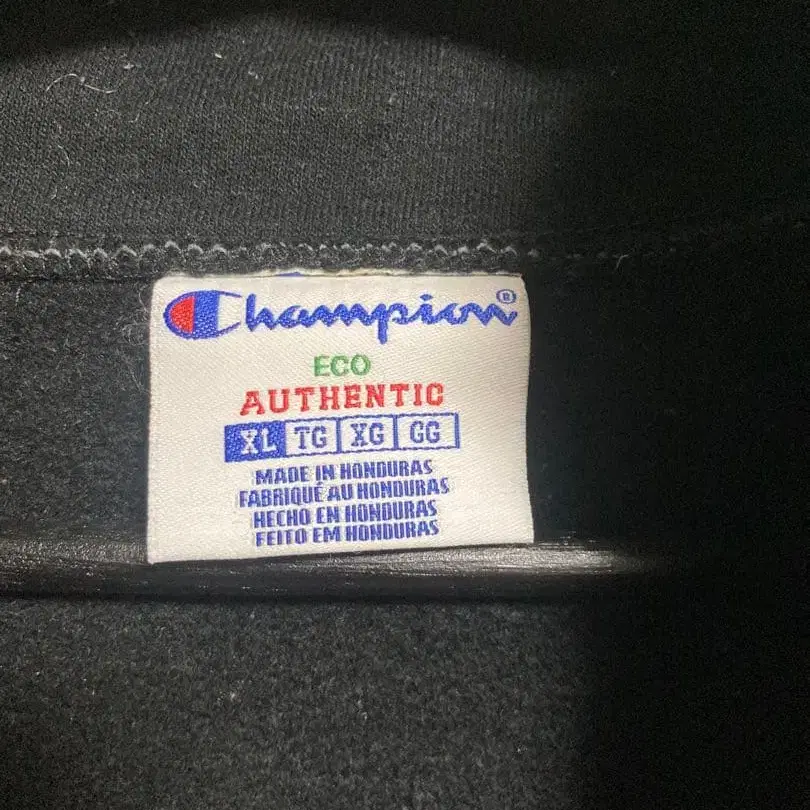 Champion®
ECO
AUTHENTIC
XL TG XG GG
MADE IN HONDURAS
FABRIQUÉ AU HONDURAS
HECHO EN HONDURAS
FEITO EM HONDURAS